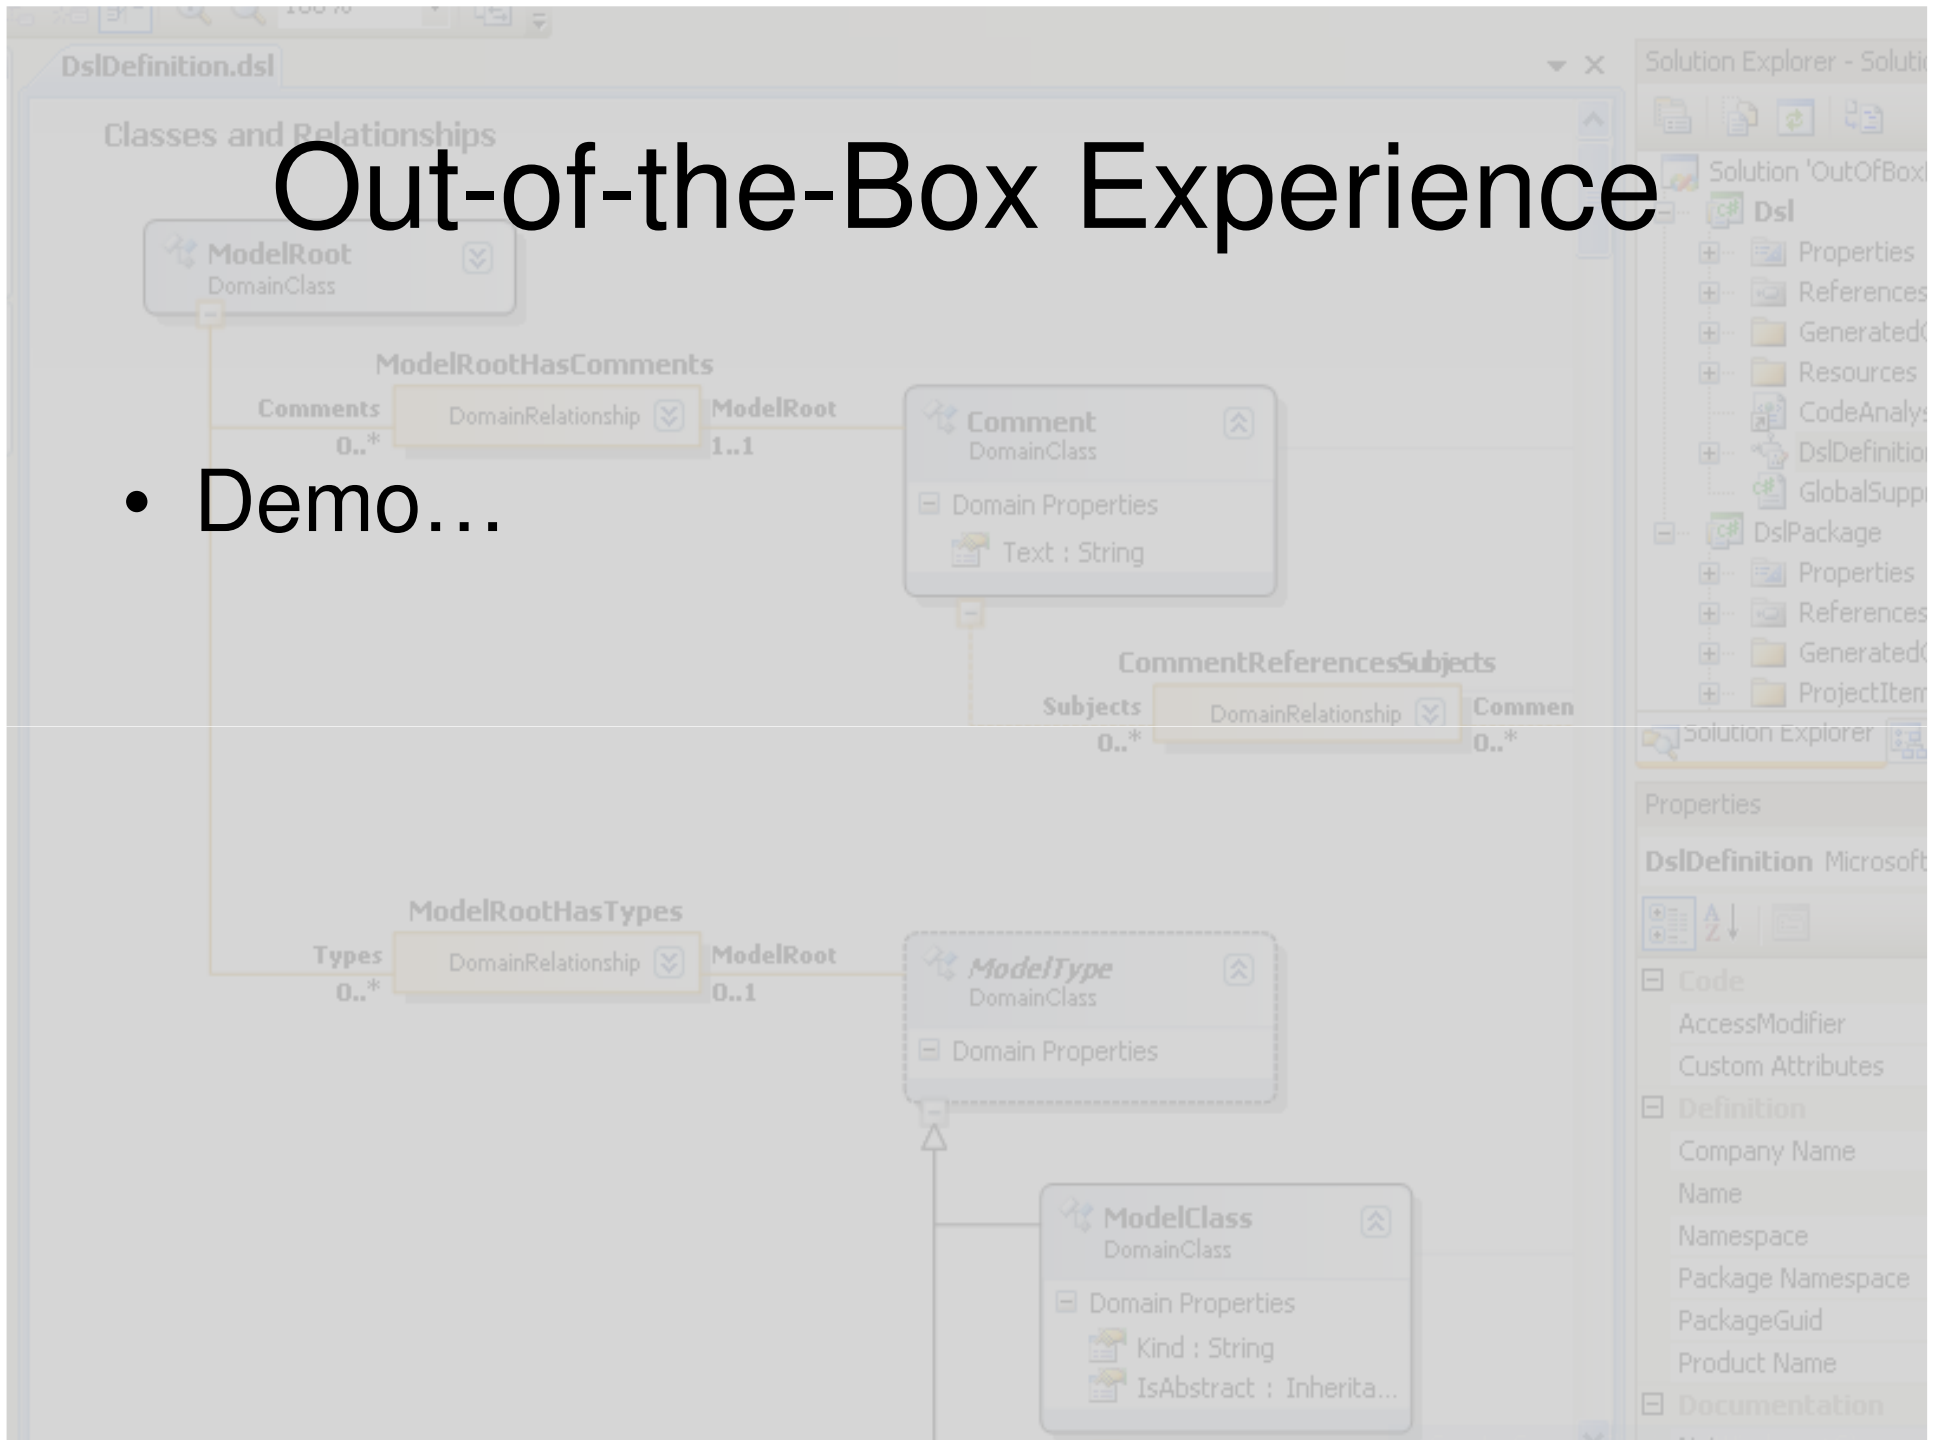 100%
DslDefinition.dsl
Classes and Relationships
Out-of-the-Box Experience
ModelRoot
DomainClass
ModelRootHasComments
Comments
0..*
DomainRelationship
ModelRoot
1..1
Comment
DomainClass
Domain Properties
Text : String
• Demo…
CommentReferencesSubjects
Subjects
0..*
DomainRelationship
Commen
0..*
ModelRootHasTypes
Types
0..*
DomainRelationship
ModelRoot
0..1
ModelType
DomainClass
Domain Properties
ModelClass
DomainClass
Domain Properties
Kind : String
IsAbstract : Inherita...
Solution Explorer - Soluti
Solution 'OutOfBox
Dsl
Properties
References
Generated
Resources
CodeAnalys
DslDefinitio
GlobalSupp
DslPackage
Properties
References
Generated
ProjectItem
Solution Explorer
Properties
DslDefinition Microsoft
Code
AccessModifier
Custom Attributes
Definition
Company Name
Name
Namespace
Package Namespace
PackageGuid
Product Name
Documentation